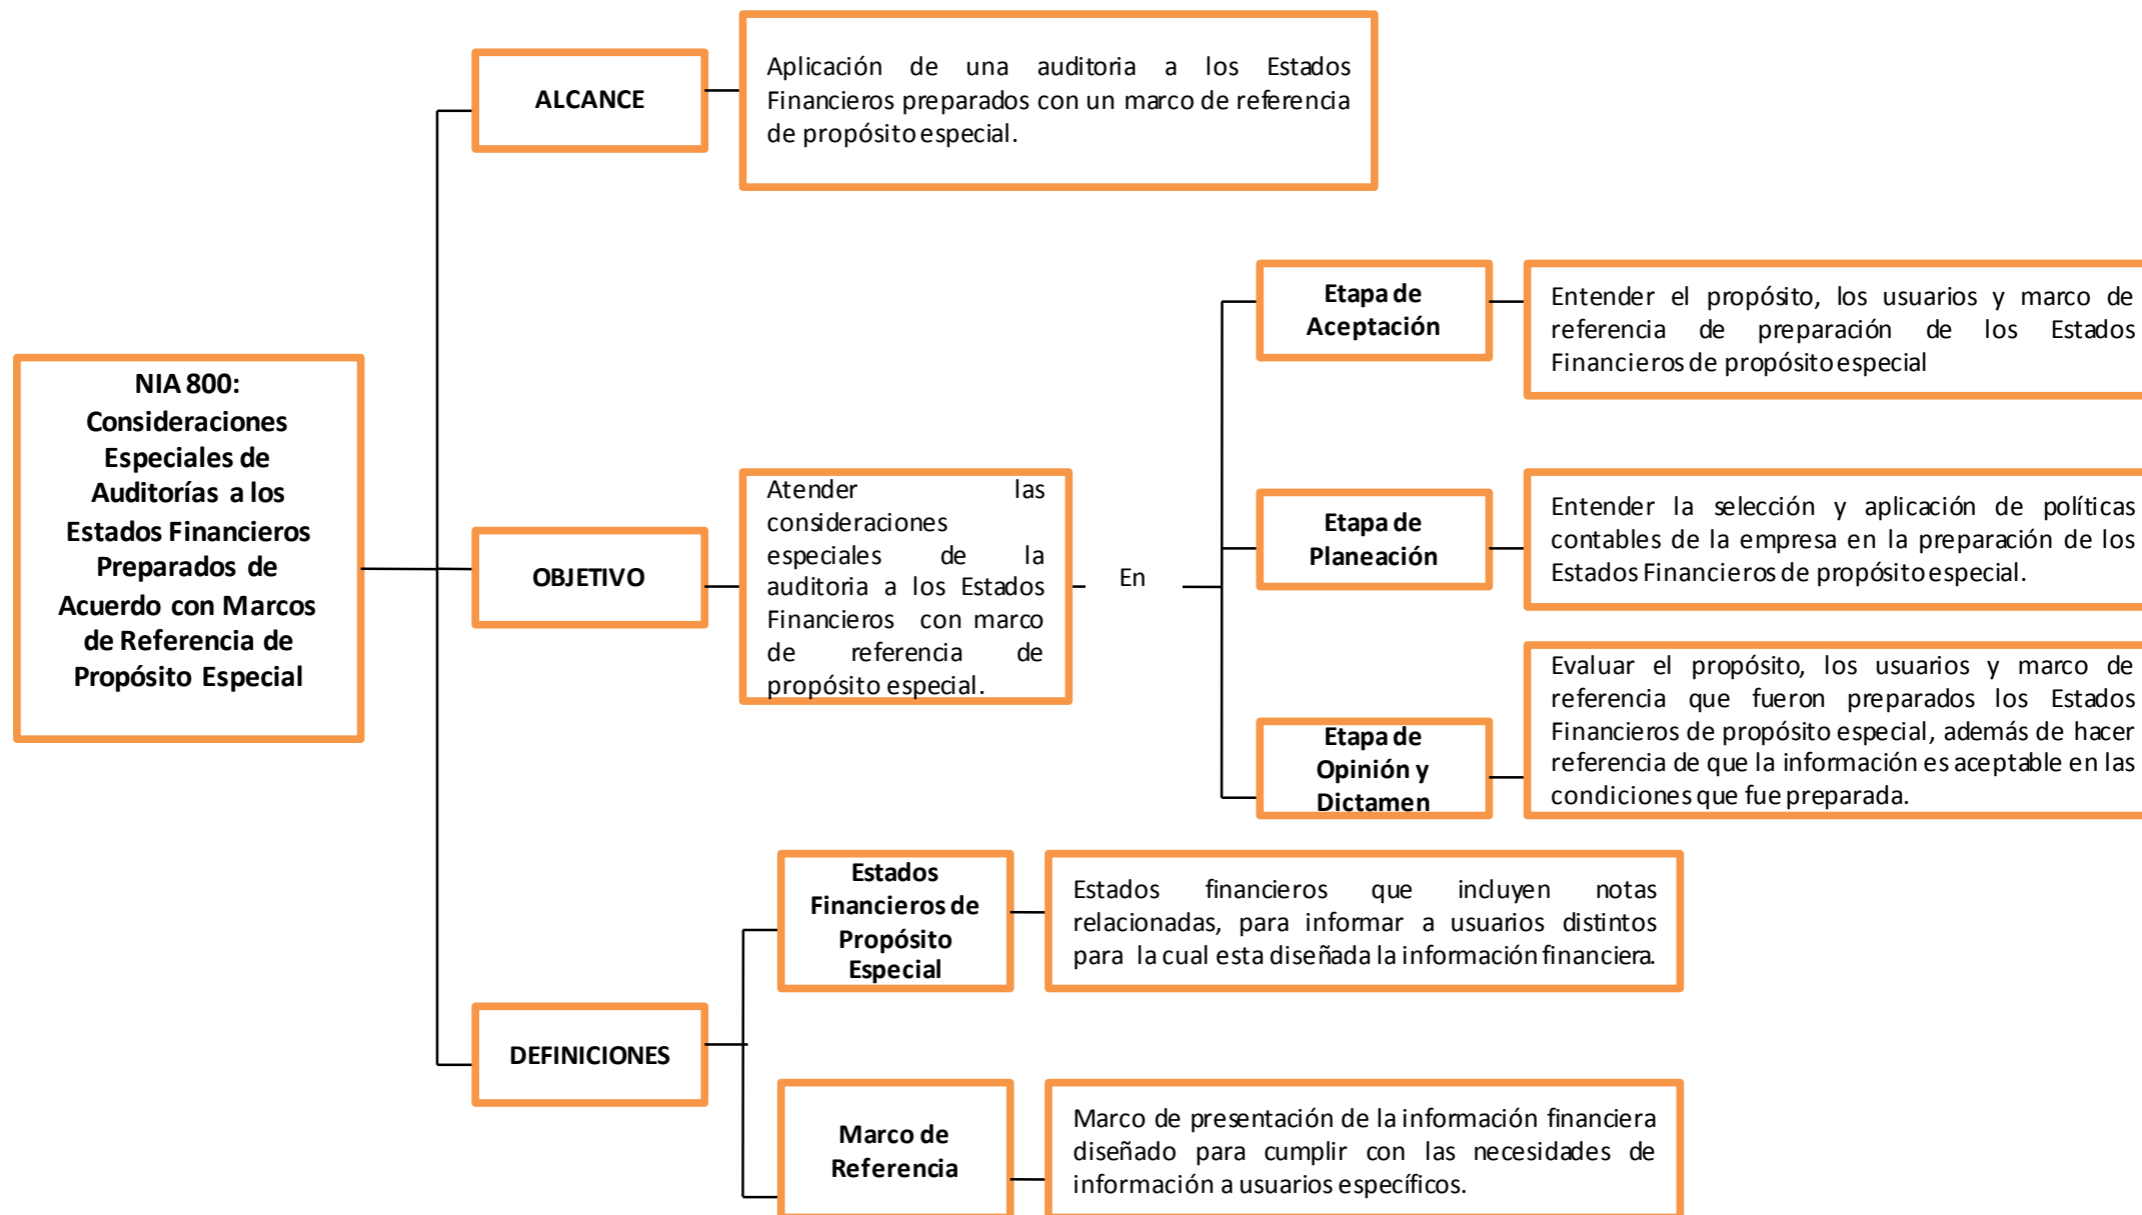 NIA 800:
Consideraciones
Especiales de
Auditorías a los
Estados Financieros
Preparados de
Acuerdo con Marcos
de Referencia de
Propósito Especial
ALCANCE
Aplicación de una auditoria a los Estados
Financieros preparados con un marco de referencia
de propósito especial.
OBJETIVO
Atender las
consideraciones
especiales de la
auditoria a los Estados
Financieros con marco
de referencia de
propósito especial.
En
Etapa de
Aceptación
Entender el propósito, los usuarios y marco de
referencia de preparación de los Estados
Financieros de propósito especial
Etapa de
Planeación
Entender la selección y aplicación de políticas
contables de la empresa en la preparación de los
Estados Financieros de propósito especial.
Etapa de
Opinión y
Dictamen
Evaluar el propósito, los usuarios y marco de
referencia que fueron preparados los Estados
Financieros de propósito especial, además de hacer
referencia de que la información es aceptable en las
condiciones que fue preparada.
DEFINICIONES
Estados
Financieros de
Propósito
Especial
Estados financieros que incluyen notas
relacionadas, para informar a usuarios distintos
para la cual esta diseñada la información financiera.
Marco de
Referencia
Marco de presentación de la información financiera
diseñado para cumplir con las necesidades de
información a usuarios específicos.